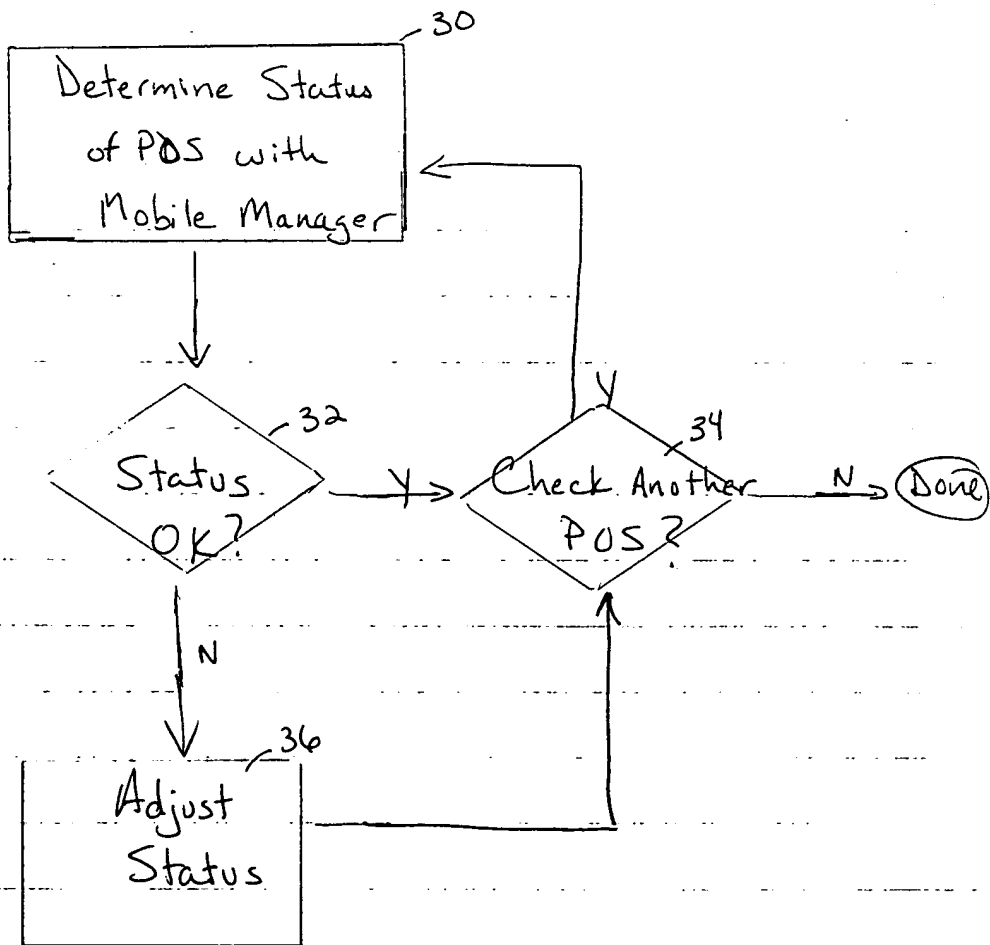 30
Determine Status
of POS with
Mobile Manager
32
Status
OK?
Y
Y
34
Check Another
POS?
N
Done
N
36
Adjust
Status